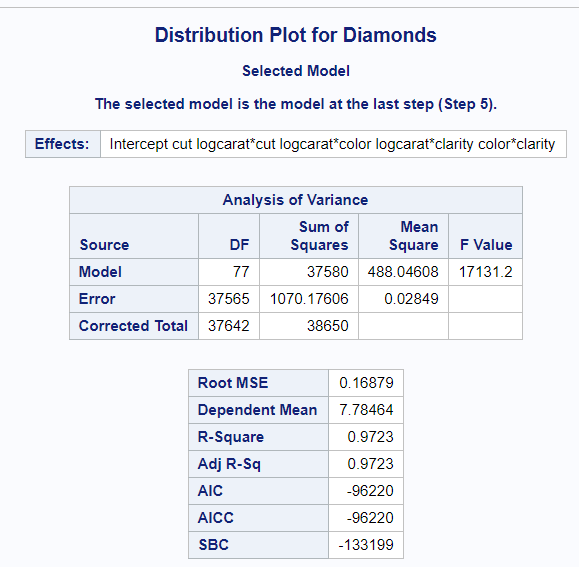 Distribution Plot for Diamonds
Selected Model
The selected model is the model at the last step (Step 5).
Effects: Intercept cut logcarat*cut logcarat*color logcarat*clarity color*clarity
Analysis of Variance
Source DF Sum of Squares Mean Square F Value
Model 77 37580 488.04608 17131.2
Error 37565 1070.17606 0.02849
Corrected Total 37642 38650
Root MSE 0.16879
Dependent Mean 7.78464
R-Square 0.9723
Adj R-Sq 0.9723
AIC -96220
AICC -96220
SBC -133199